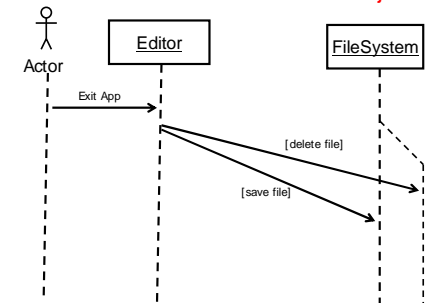 Editor
FileSystem
Actor
Exit App
[delete file]
[save file]